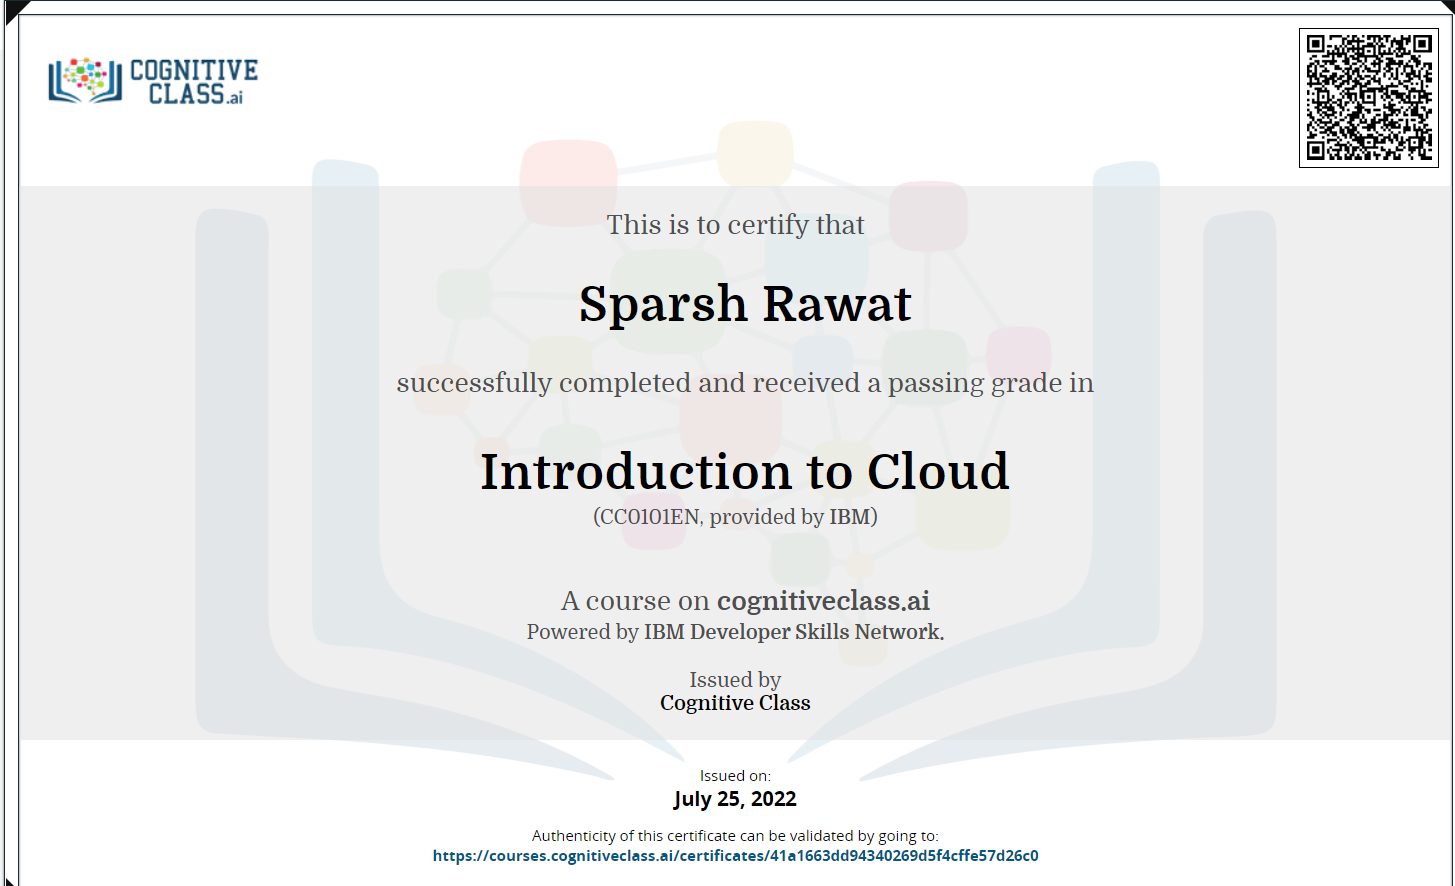 COGNITIVE
CLASS.ai
This is to certify that
Sparsh Rawat
successfully completed and received a passing grade in
Introduction to Cloud
(CC0101EN, provided by IBM)
A course on cognitiveclass.ai
Powered by IBM Developer Skills Network.
Issued by
Cognitive Class
Issued on:
July 25, 2022
Authenticity of this certificate can be validated by going to:
https://courses.cognitiveclass.ai/certificates/41a1663dd94340269d5f4cffe57d26c0